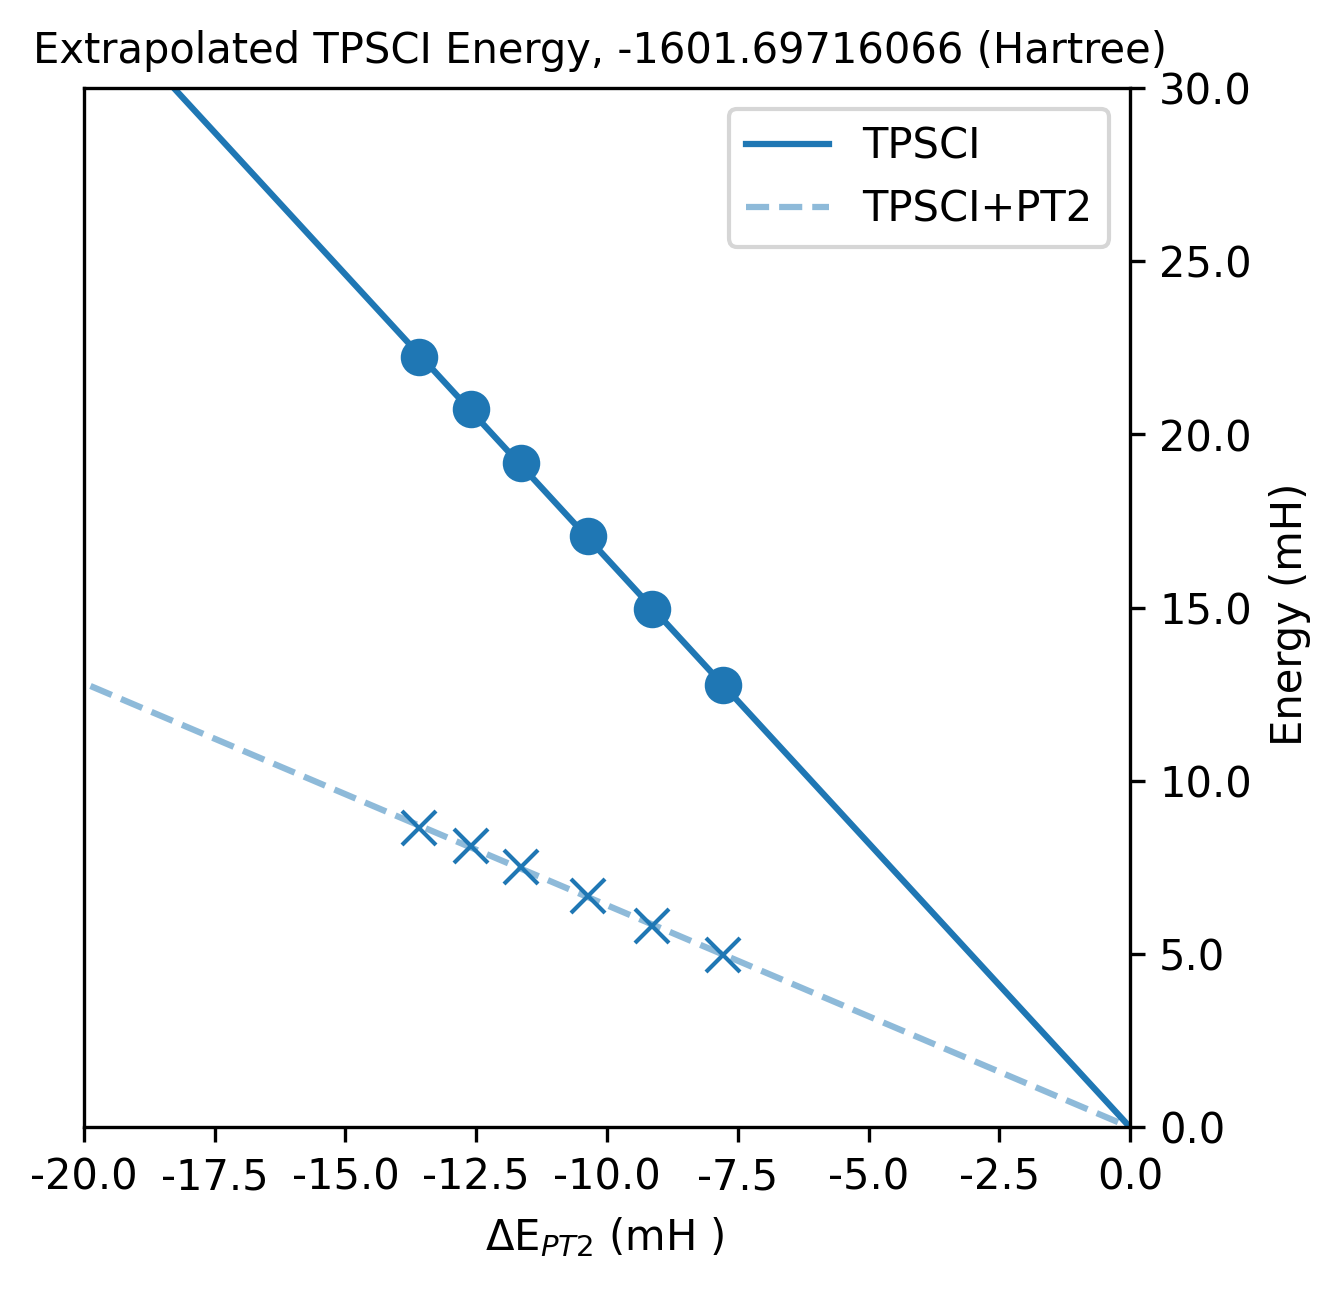 Extrapolated TPSCI Energy, -1601.69716066 (Hartree)
TPSCI
TPSCI+PT2
30.0
25.0
20.0
15.0
10.0
5.0
0.0
Energy (mH)
-20.0 -17.5 -15.0 -12.5 -10.0 -7.5 -5.0 -2.5 0.0
ΔE_{PT2} (mH )